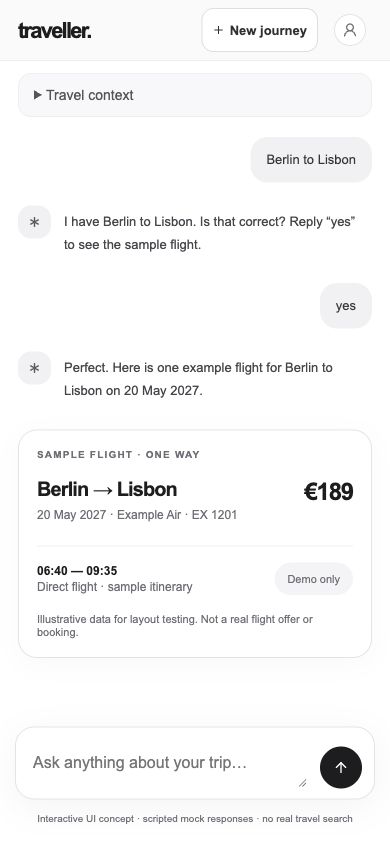 traveller.
+ New journey
▶ Travel context
Berlin to Lisbon
I have Berlin to Lisbon. Is that correct? Reply “yes”
to see the sample flight.
yes
Perfect. Here is one example flight for Berlin to
Lisbon on 20 May 2027.
SAMPLE FLIGHT · ONE WAY
Berlin → Lisbon
€189
20 May 2027 · Example Air · EX 1201
06:40 — 09:35
Direct flight · sample itinerary
Demo only
Illustrative data for layout testing. Not a real flight offer or
booking.
Ask anything about your trip…
Interactive UI concept · scripted mock responses · no real travel search